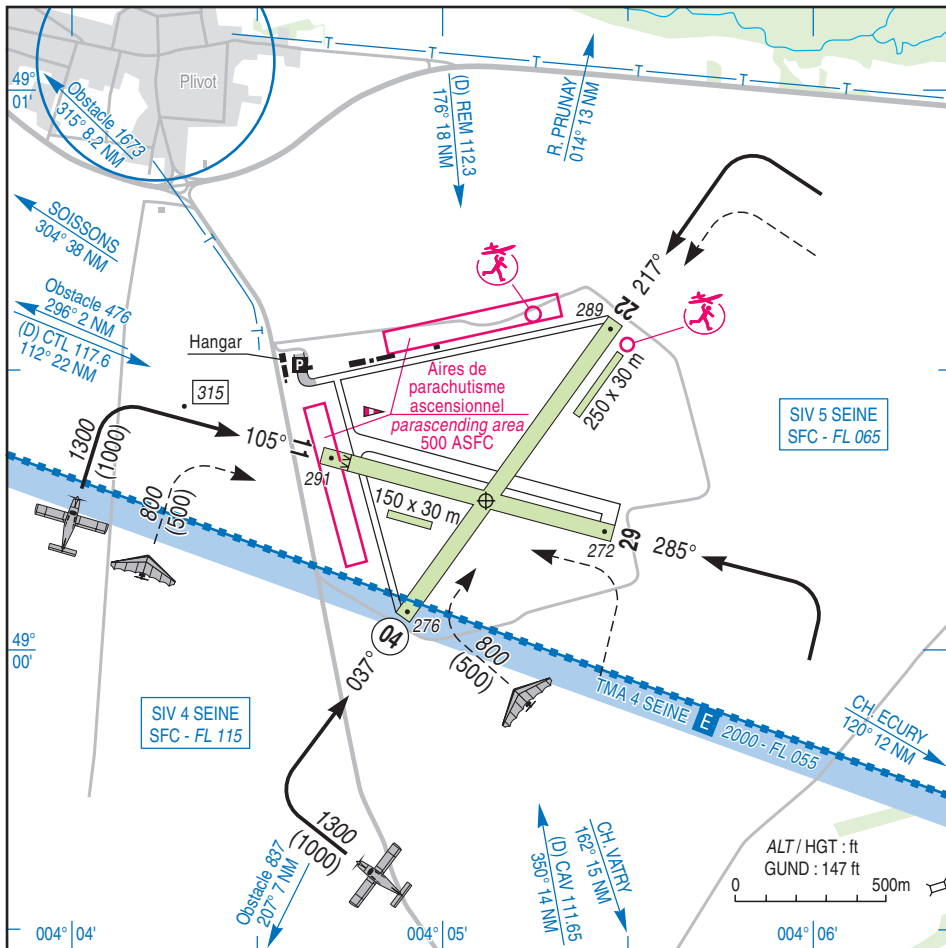 Plivot
49°
01'
Obstacle 1673
315° 8.2 NM
T
T
T
T
T
T
T
T
(D) REM 112.3
176° 18 NM
R. PRUNAY
014° 13 NM
SOISSONS
304° 38 NM
Obstacle 476
296° 2 NM
(D) CTL 117.6
112° 22 NM
Hangar
P
315
289
22
217°
Aires de
parachutisme
ascensionnel
parascending area
500 ASFC
250 x 30 m
SIV 5 SEINE
SFC - FL 065
1300
(1000)
105°
11
291
800
(500)
150 x 30 m
272
29
285°
276
04
037°
800
(500)
49°
00'
TMA 4 SEINE E 2000 - FL 055
CH. ECURY
120° 12 NM
SIV 4 SEINE
SFC - FL 115
1300
(1000)
Obstacle 837
207° 7 NM
(D) CAV 111.65
350° 14 NM
CH. VATRY
162° 15 NM
ALT / HGT : ft
GUND : 147 ft
0 500m
004° 04'
004° 05'
004° 06'